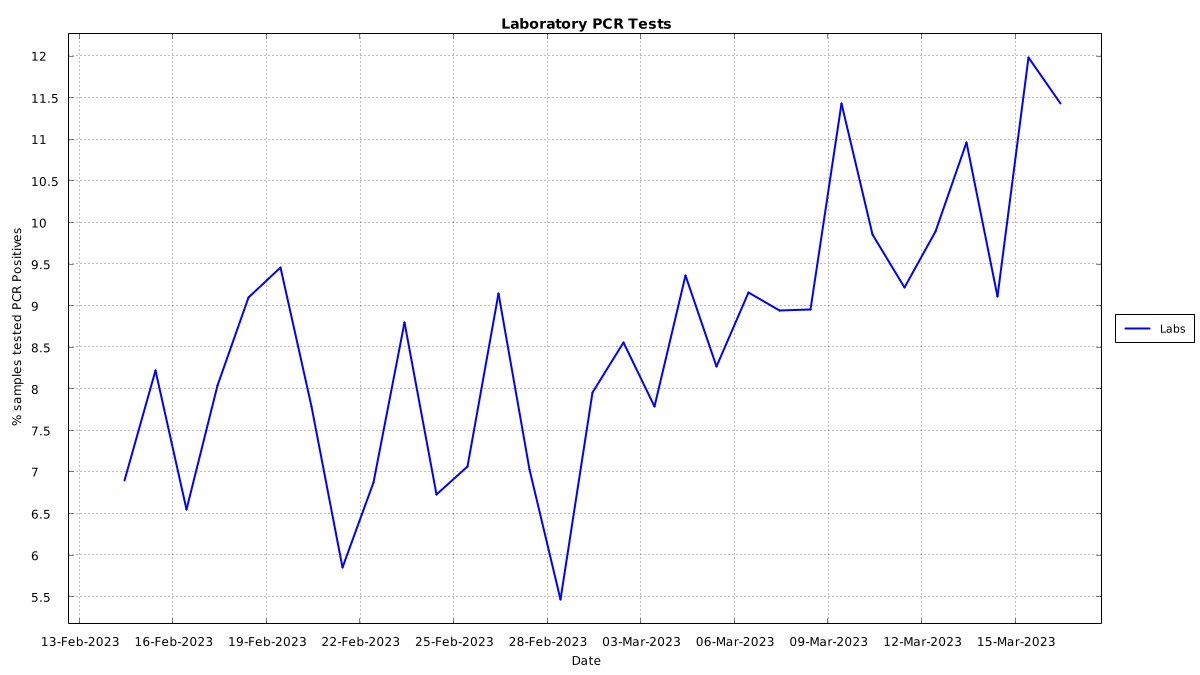 Laboratory PCR Tests
12
11.5
11
10.5
10
9.5
9
8.5
8
7.5
7
6.5
6
5.5
% samples tested PCR Positives
13-Feb-2023 16-Feb-2023 19-Feb-2023 22-Feb-2023 25-Feb-2023 28-Feb-2023 03-Mar-2023 06-Mar-2023 09-Mar-2023 12-Mar-2023 15-Mar-2023
Date
Labs